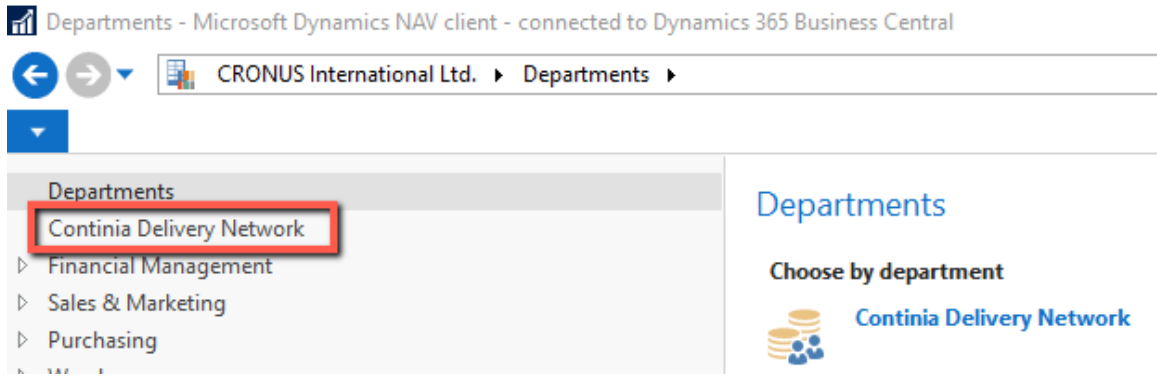 Departments - Microsoft Dynamics NAV client - connected to Dynamics 365 Business Central
CRONUS International Ltd. Departments
Departments
Continia Delivery Network
Financial Management
Sales & Marketing
Purchasing
Departments
Choose by department
Continia Delivery Network